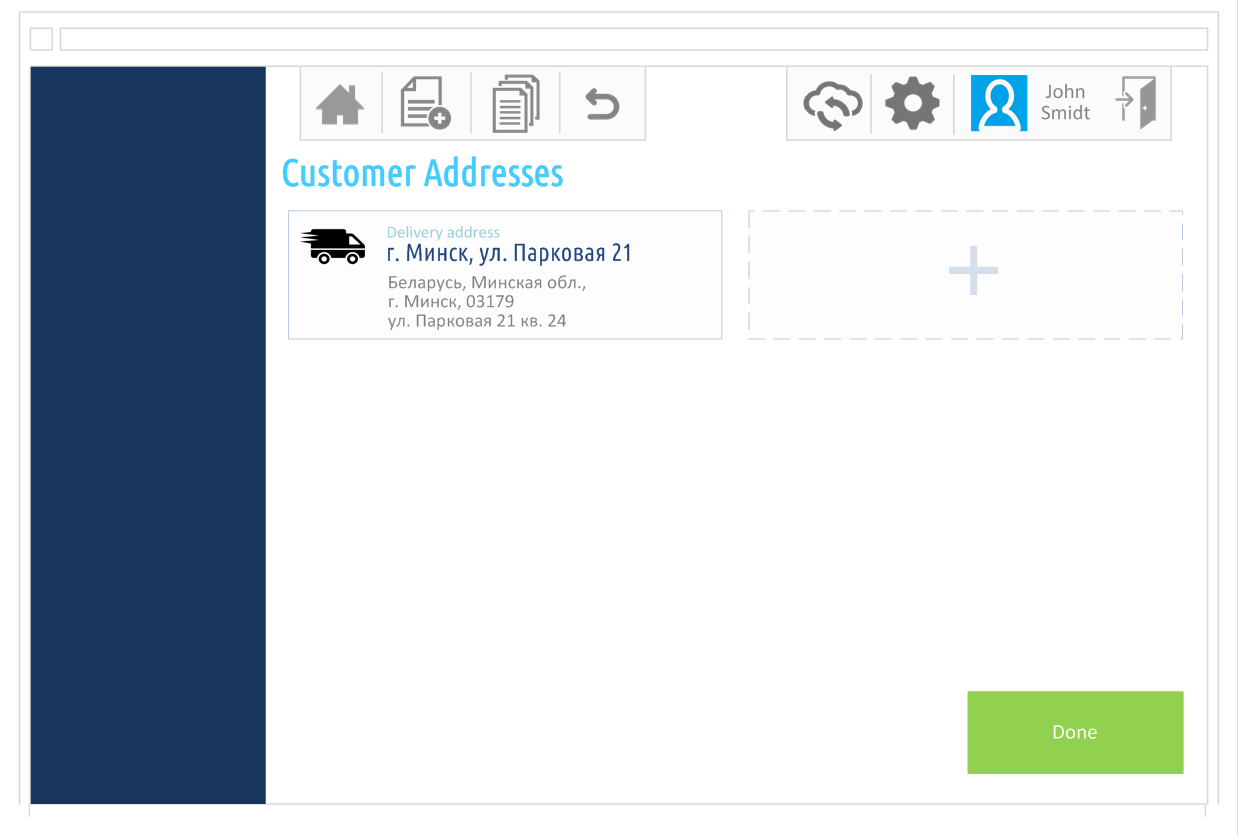 John
Smidt
Customer Addresses
Delivery address
г. Минск, ул. Парковая 21
Беларусь, Минская обл.,
г. Минск, 03179
ул. Парковая 21 кв. 24
Done